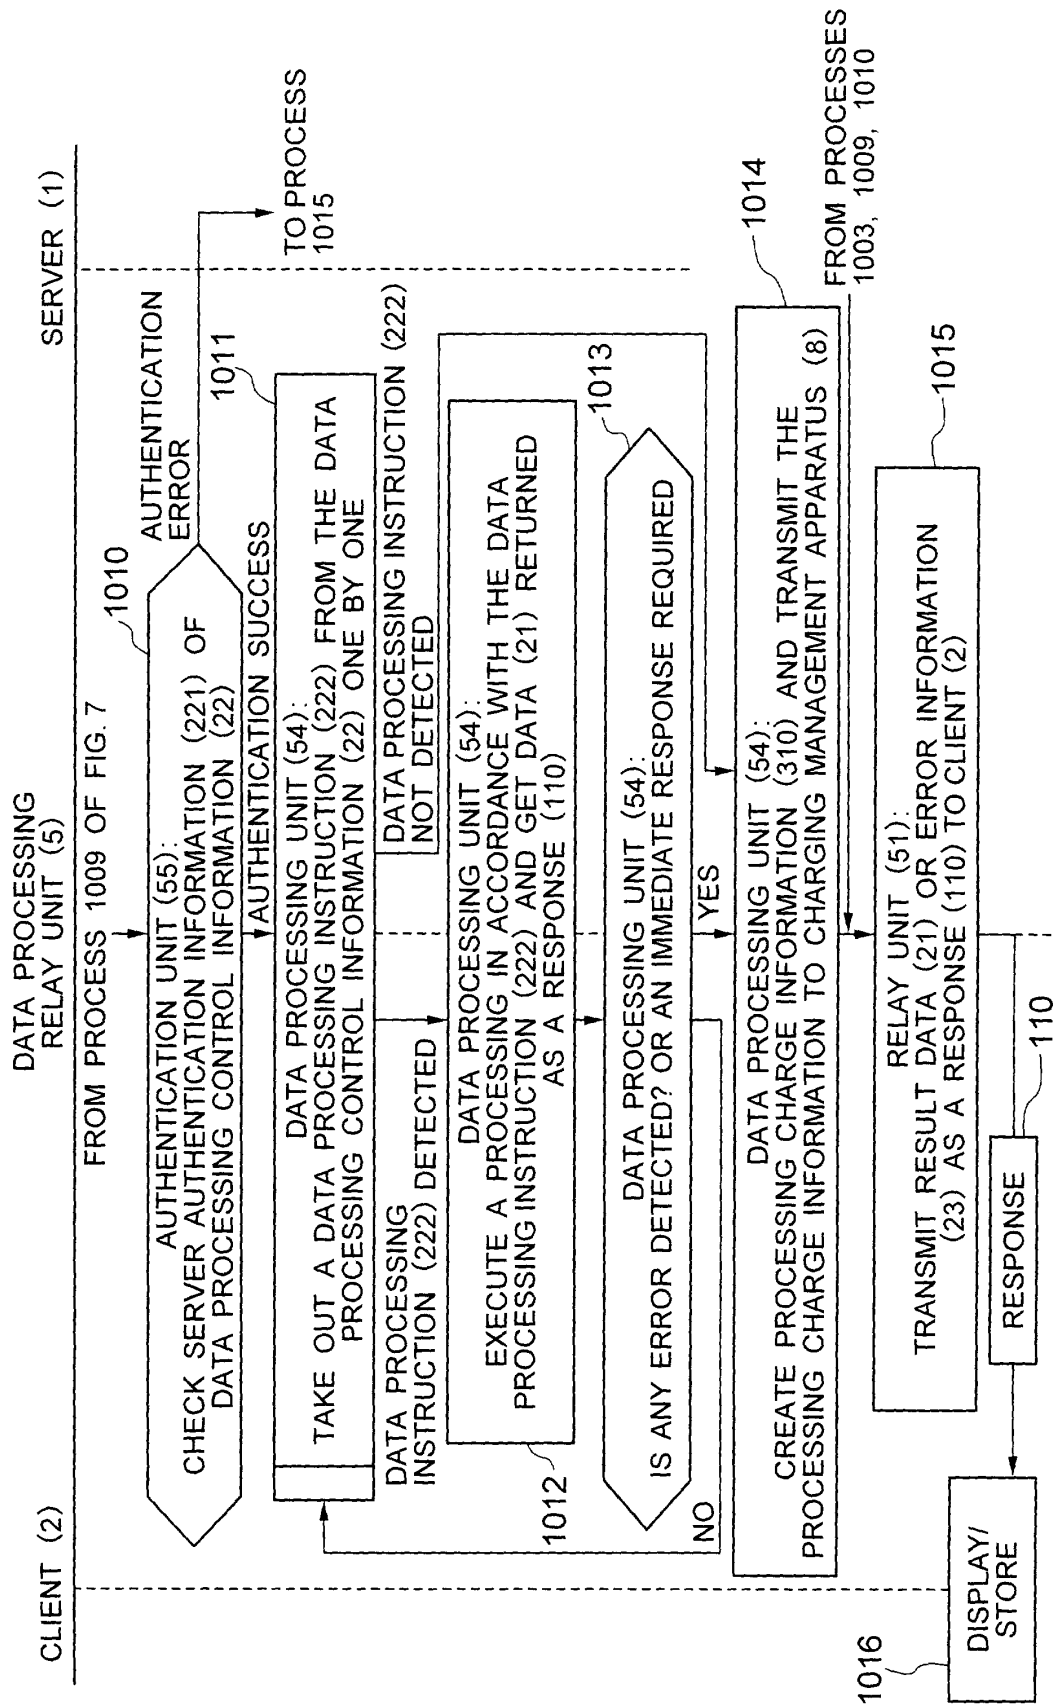 CLIENT (2)
DATA PROCESSING
RELAY UNIT (5)
SERVER (1)
FROM PROCESS 1009 OF FIG. 7
1010
AUTHENTICATION UNIT (55):
CHECK SERVER AUTHENTICATION INFORMATION (221) OF
DATA PROCESSING CONTROL INFORMATION (22)
AUTHENTICATION
ERROR
TO PROCESS
1015
AUTHENTICATION SUCCESS
1011
DATA PROCESSING UNIT (54):
TAKE OUT A DATA PROCESSING INSTRUCTION (222) FROM THE DATA
PROCESSING CONTROL INFORMATION (22) ONE BY ONE
DATA PROCESSING
INSTRUCTION (222) DETECTED
DATA PROCESSING INSTRUCTION (222)
NOT DETECTED
1012
DATA PROCESSING UNIT (54):
EXECUTE A PROCESSING IN ACCORDANCE WITH THE DATA
PROCESSING INSTRUCTION (222) AND GET DATA (21) RETURNED
AS A RESPONSE (110)
1013
DATA PROCESSING UNIT (54):
IS ANY ERROR DETECTED? OR AN IMMEDIATE RESPONSE REQUIRED
NO
YES
1014
DATA PROCESSING UNIT (54):
CREATE PROCESSING CHARGE INFORMATION (310) AND TRANSMIT THE
PROCESSING CHARGE INFORMATION TO CHARGING MANAGEMENT APPARATUS (8)
FROM PROCESSES
1003, 1009, 1010
1015
RELAY UNIT (51):
TRANSMIT RESULT DATA (21) OR ERROR INFORMATION
(23) AS A RESPONSE (110) TO CLIENT (2)
RESPONSE
110
1016
DISPLAY/
STORE